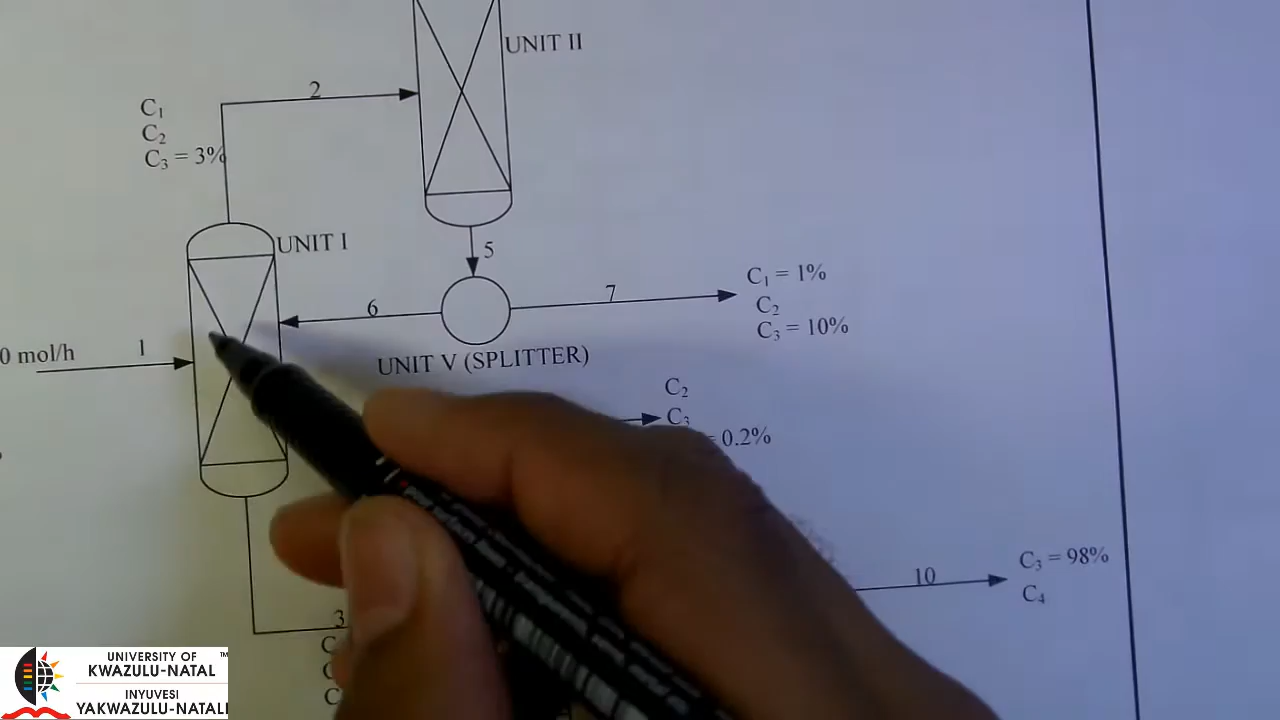 UNIT II
2
C₁
C₂
C₃ = 3%
UNIT I
5
6
7
C₁ = 1%
C₂
C₃ = 10%
0 mol/h
1
UNIT V (SPLITTER)
C₂
C₃
= 0.2%
10
C₃ = 98%
C₄
3
UNIVERSITY OF
KWAZULU-NATAL
INYUVESI
YAKWAZULU-NATALI